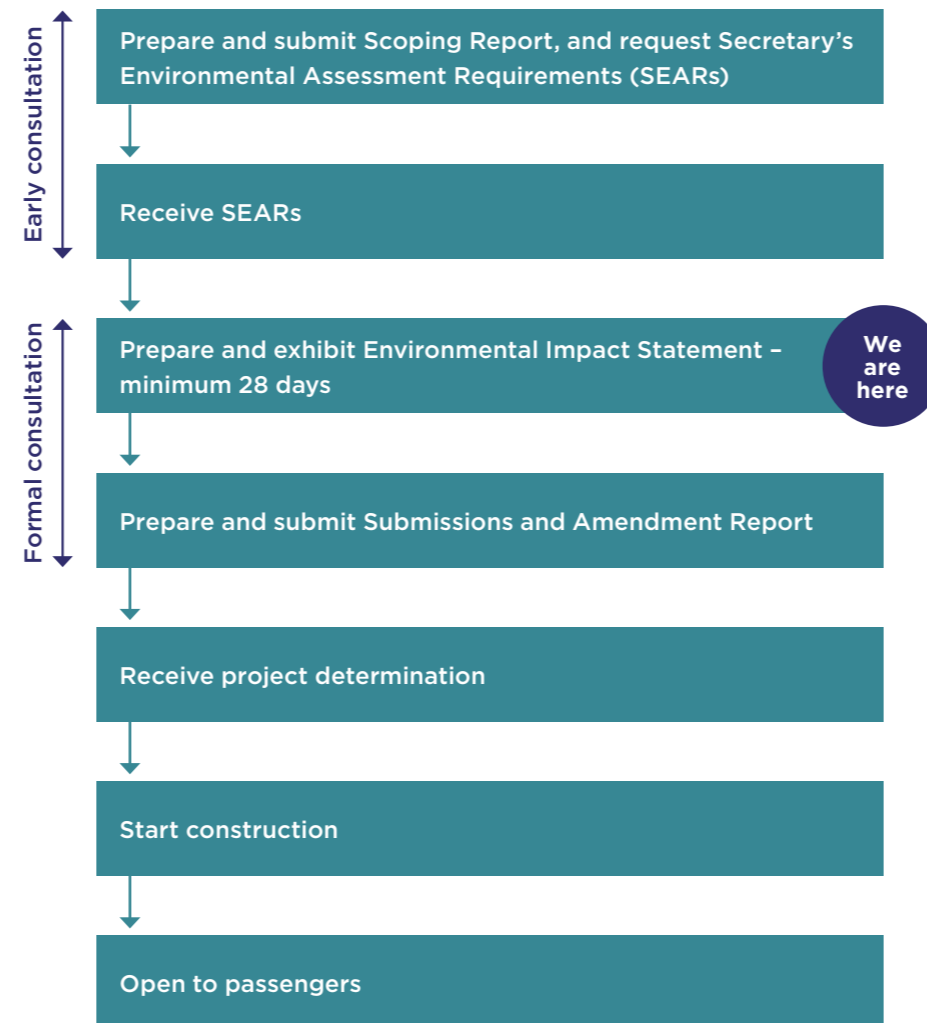 Early consultation
Prepare and submit Scoping Report, and request Secretary’s
Environmental Assessment Requirements (SEARs)
Receive SEARs
Formal consultation
Prepare and exhibit Environmental Impact Statement –
minimum 28 days
We
are
here
Prepare and submit Submissions and Amendment Report
Receive project determination
Start construction
Open to passengers